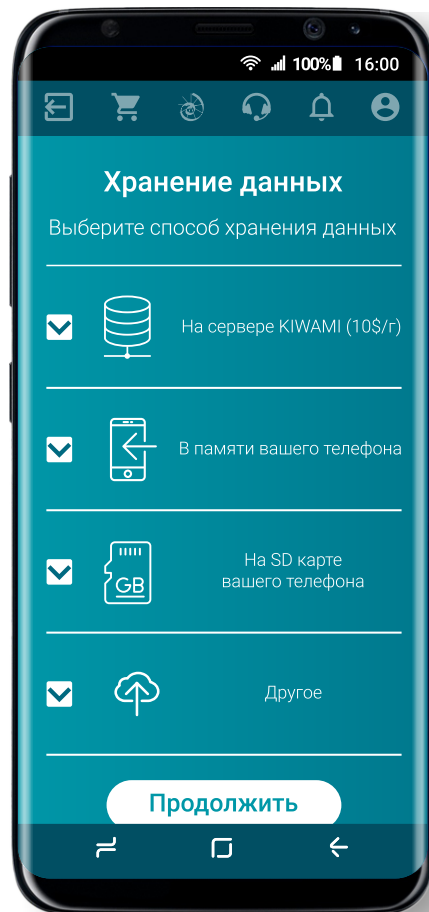 100% 16:00
Хранение данных
Выберите способ хранения данных
На сервере KIWAMI (10$/г)
В памяти вашего телефона
GB
На SD карте
вашего телефона
Другое
Продолжить